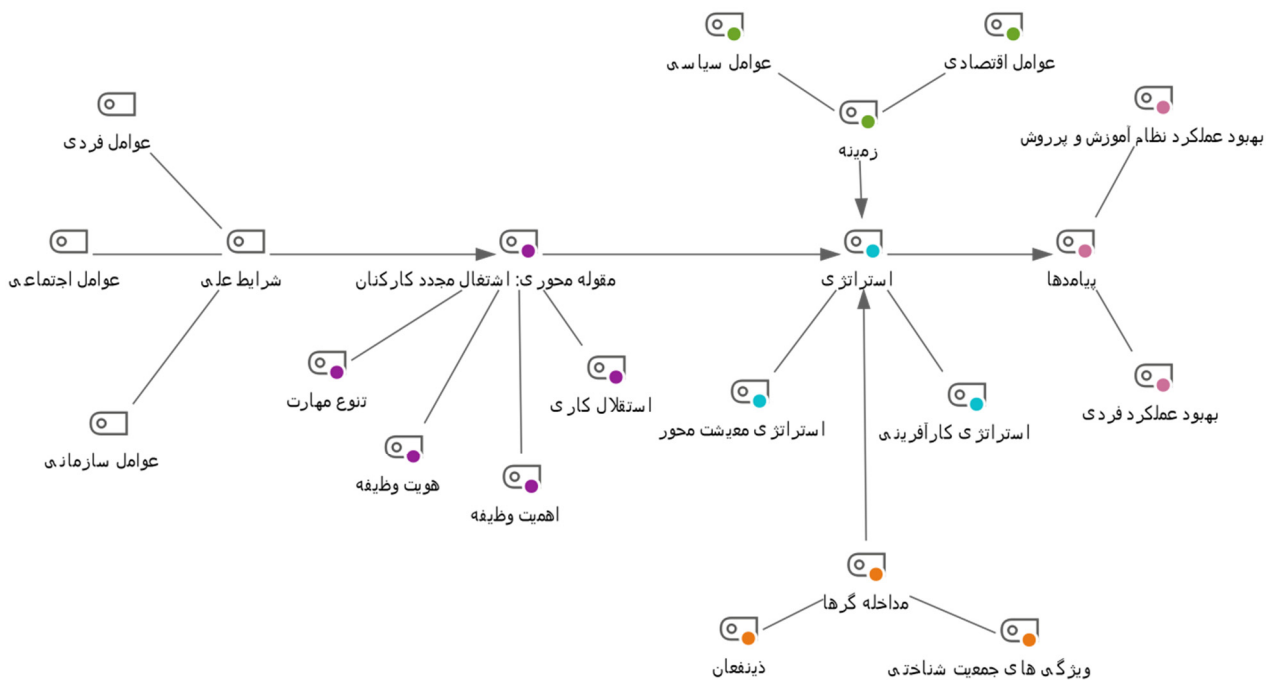 عوامل سیاسی
عوامل اقتصادی
عوامل فردی
زمینه
بهبود عملکرد نظام آموزش و پرروش
عوامل اجتماعی
شرایط علی
مقوله محوری: اشتغال مجدد کارکنان
استراتژی
پیامدها
تنوع مهارت
استقلال کاری
استراتژی معیشت محور
استراتژی کارآفرینی
بهبود عملکرد فردی
عوامل سازمانی
هویت وظیفه
اهمیت وظیفه
مداخله گرها
ذینفعان
ویژگی های جمعیت شناختی